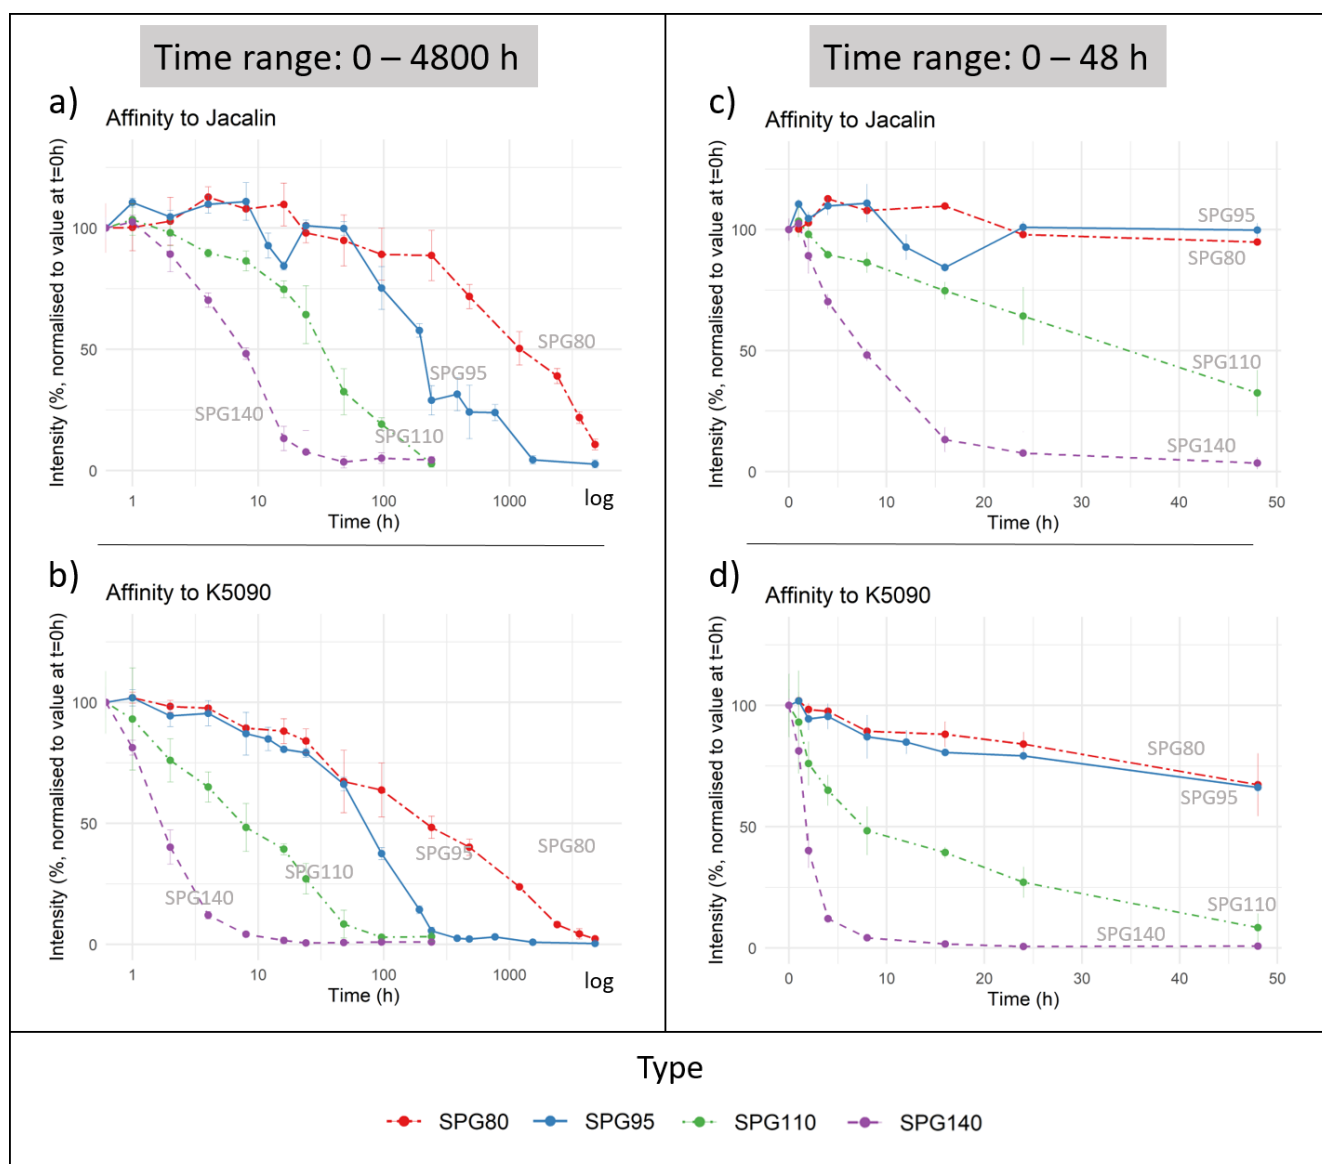 Time range: 0 – 4800 h
a)
Affinity to Jacalin
Intensity (%, normalised to value at t=0h)
100
50
0
SPG80
SPG95
SPG140
SPG110
1 10 100 1000 log
Time (h)
b)
Affinity to K5090
Intensity (%, normalised to value at t=0h)
100
50
0
SPG95
SPG80
SPG110
SPG140
1 10 100 1000 log
Time (h)
Time range: 0 – 48 h
c)
Affinity to Jacalin
Intensity (%, normalised to value at t=0h)
100
50
0
SPG95
SPG80
SPG110
SPG140
0 10 20 30 40 50
Time (h)
d)
Affinity to K5090
Intensity (%, normalised to value at t=0h)
100
50
0
SPG80
SPG95
SPG110
SPG140
0 10 20 30 40 50
Time (h)
Type
SPG80 SPG95 SPG110 SPG140